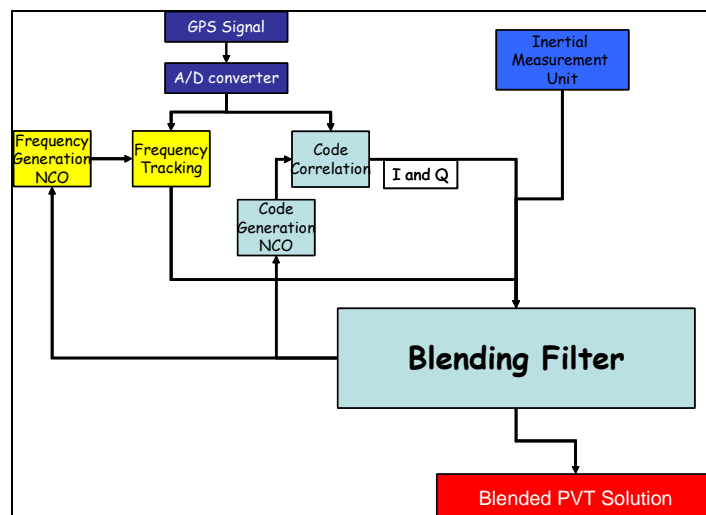 GPS Signal
Inertial
Measurement
Unit
A/D converter
Frequency
Generation
NCO
Frequency
Tracking
Code
Correlation
I and Q
Code
Generation
NCO
Blending Filter
Blended PVT Solution